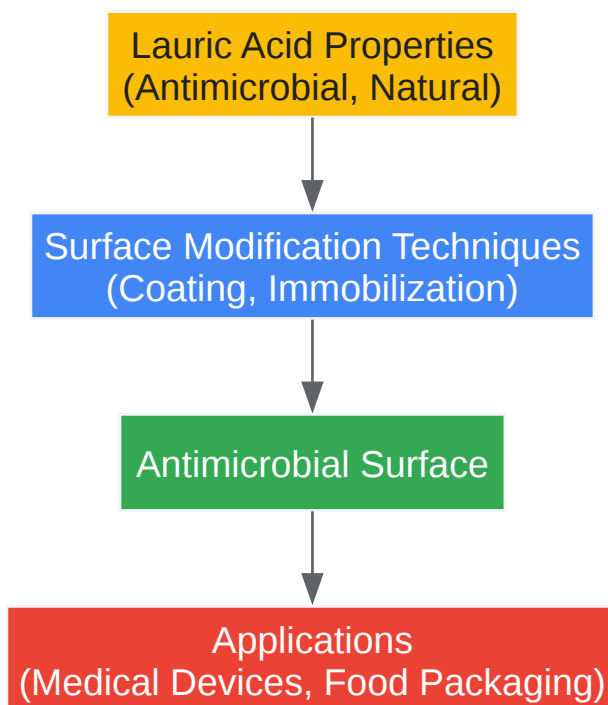 Lauric Acid Properties
(Antimicrobial, Natural)
Surface Modification Techniques
(Coating, Immobilization)
Antimicrobial Surface
Applications
(Medical Devices, Food Packaging)